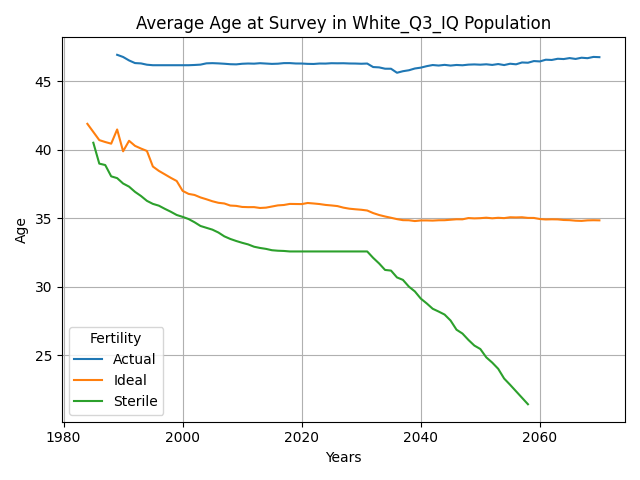 Average Age at Survey in White_Q3_IQ Population
Age
45
40
35
30
25
Fertility
Actual
Ideal
Sterile
1980
2000
2020
2040
2060
Years